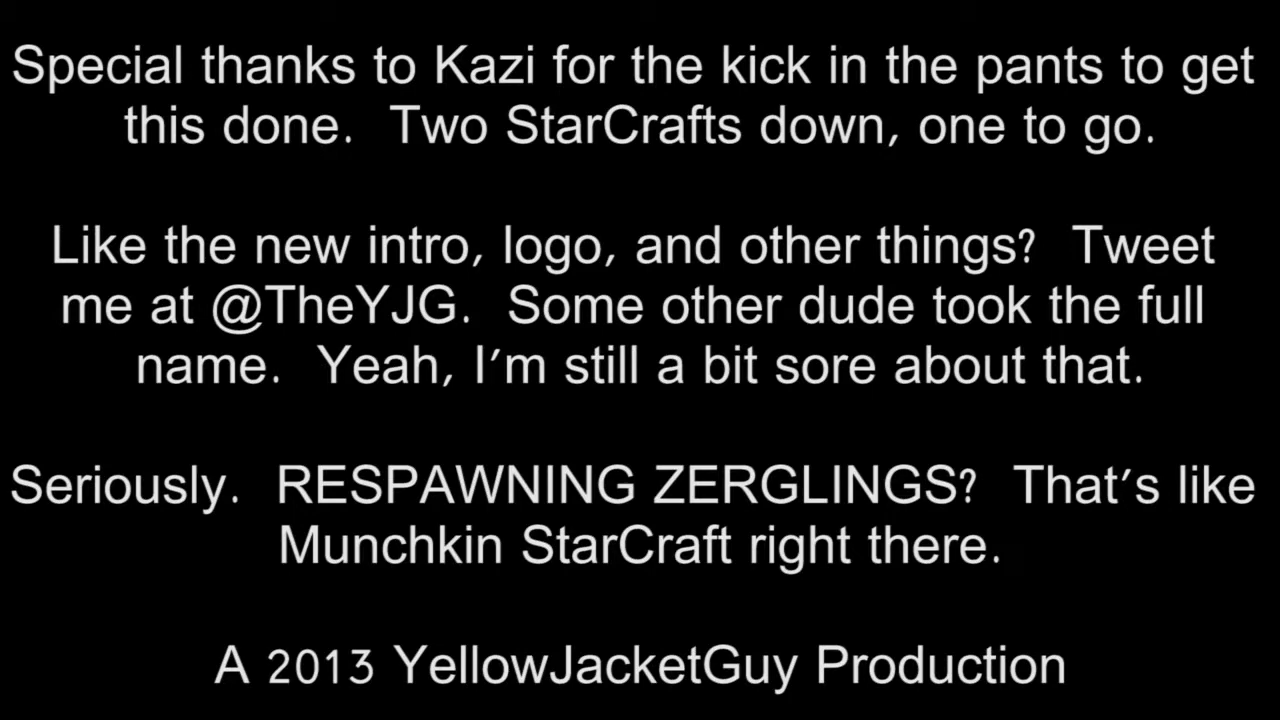 Special thanks to Kazi for the kick in the pants to get
this done.  Two StarCrafts down, one to go.
Like the new intro, logo, and other things?  Tweet
me at @TheYJG.  Some other dude took the full
name.  Yeah, I'm still a bit sore about that.
Seriously.  RESPAWNING ZERGLINGS?  That's like
Munchkin StarCraft right there.
A 2013 YellowJacketGuy Production